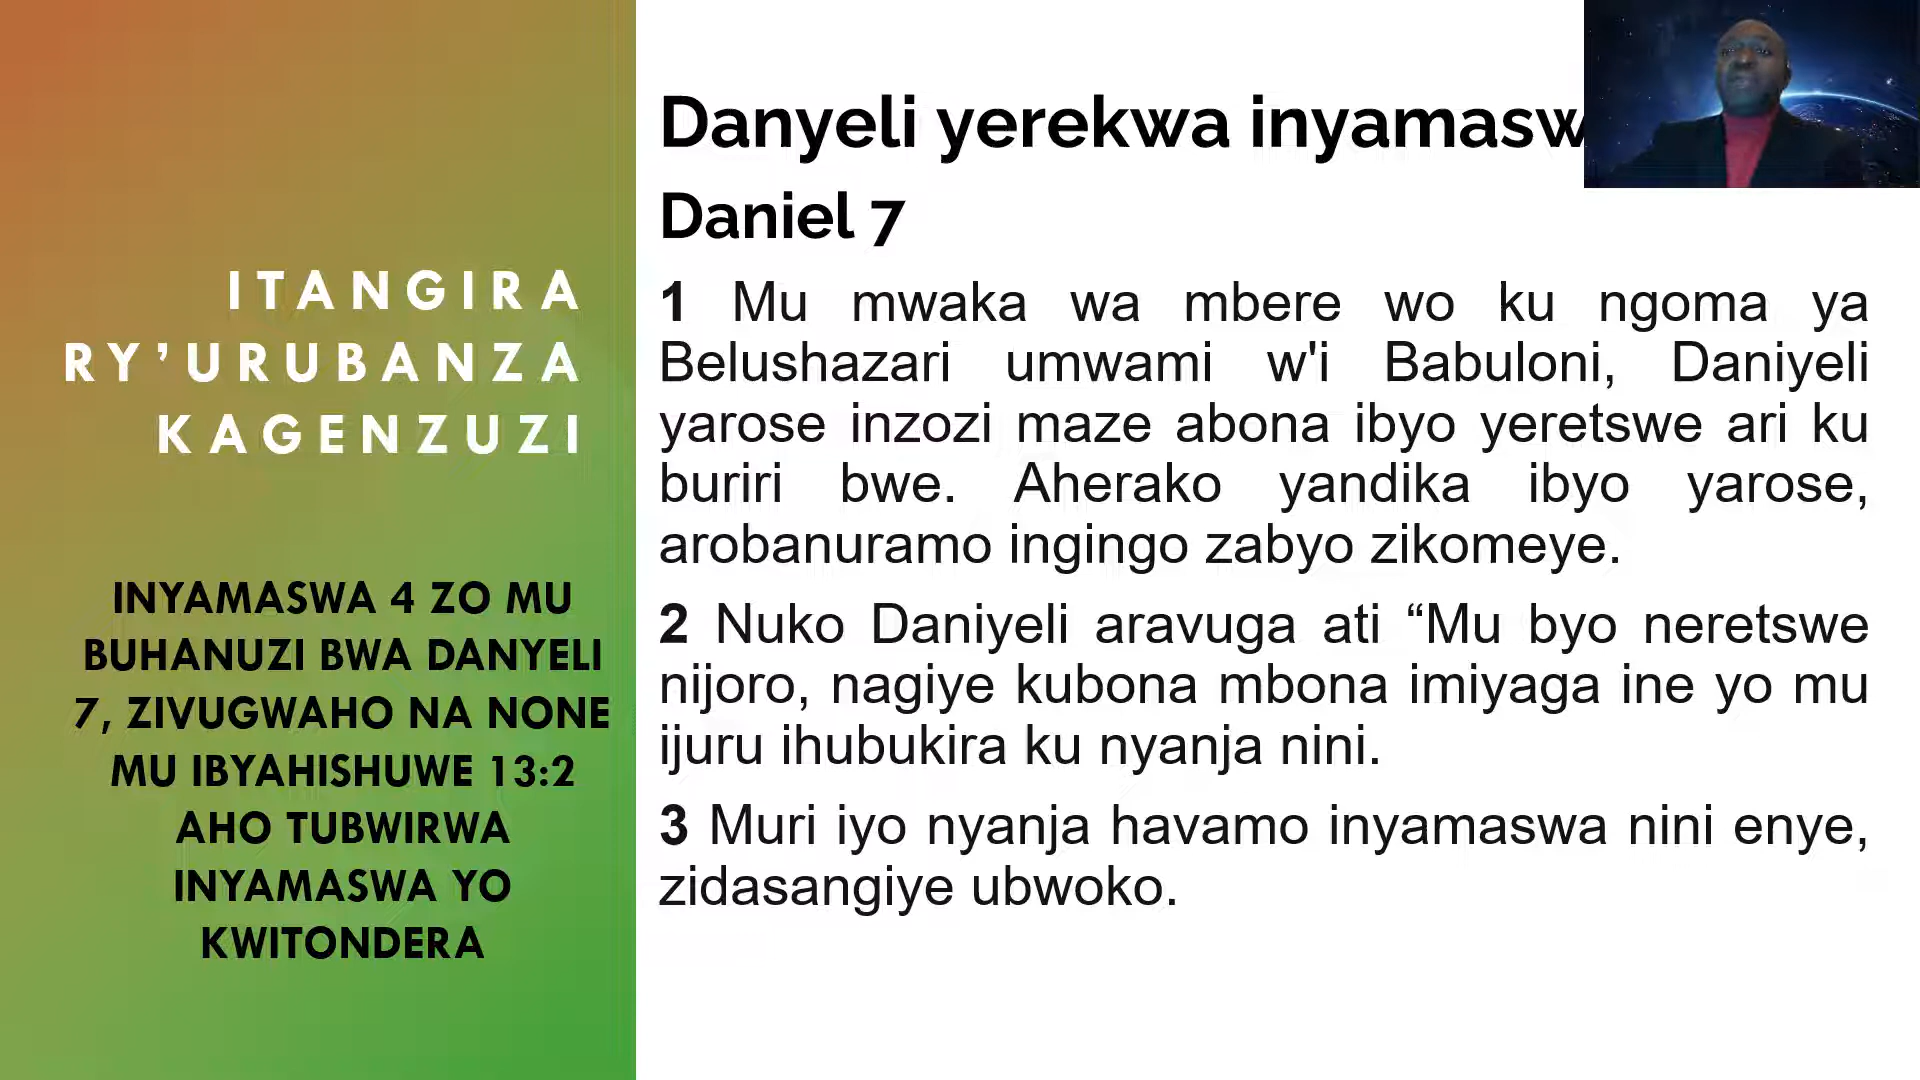 ITANGIRA
RY’URUBANZA
KAGENZUZI
INYAMASWA 4 ZO MU
BUHANUZI BWA DANYELI
7, ZIVUGWAHO NA NONE
MU IBYAHISHUWE 13:2
AHO TUBWIRWA
INYAMASWA YO
KWITONDERA
Danyeli yerekwa
Daniel 7
1 Mu mwaka wa mbere wo ku ngoma ya
Belushazari umwami w'i Babuloni, Daniyeli
yarose inzozi maze abona ibyo yeretswe ari ku
buriri bwe. Aherako yandika ibyo yarose,
arobanuramo ingingo zabyo zikomeye.
2 Nuko Daniyeli aravuga ati “Mu byo neretswe
nijoro, nagiye kubona mbona imiyaga ine yo mu
ijuru ihubukira ku nyanja nini.
3 Muri iyo nyanja havamo inyamaswa nini enye,
zidasangiye ubwoko.